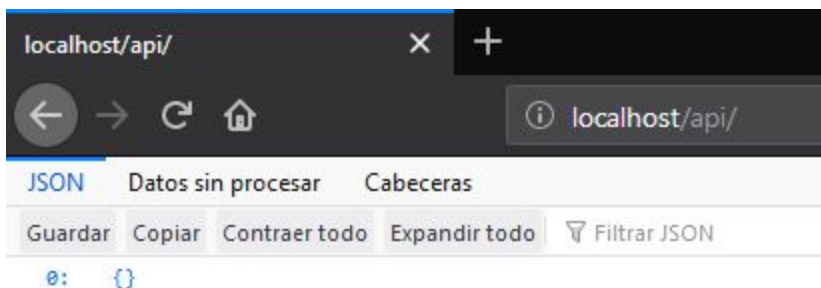 localhost/api/
localhost/api/
JSON Datos sin procesar Cabeceras
Guardar Copiar Contraer todo Expandir todo Filtrar JSON
0: {}